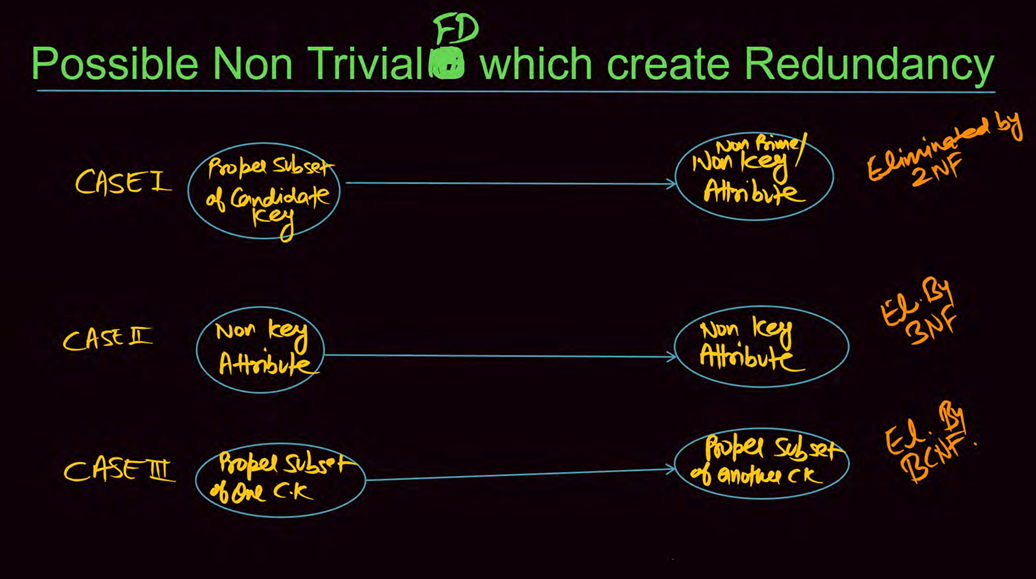 FD
Possible Non Trivial which create Redundancy
CASE I
Proper Subset
of Candidate
Key
Non Prime/
Non Key
Attribute
Eliminated by
2NF
CASE II
Non Key
Attribute
Non Key
Attribute
El. By
3NF
CASE III
Proper Subset
of One C.K
Proper Subset
of another CK
El. By
BCNF.